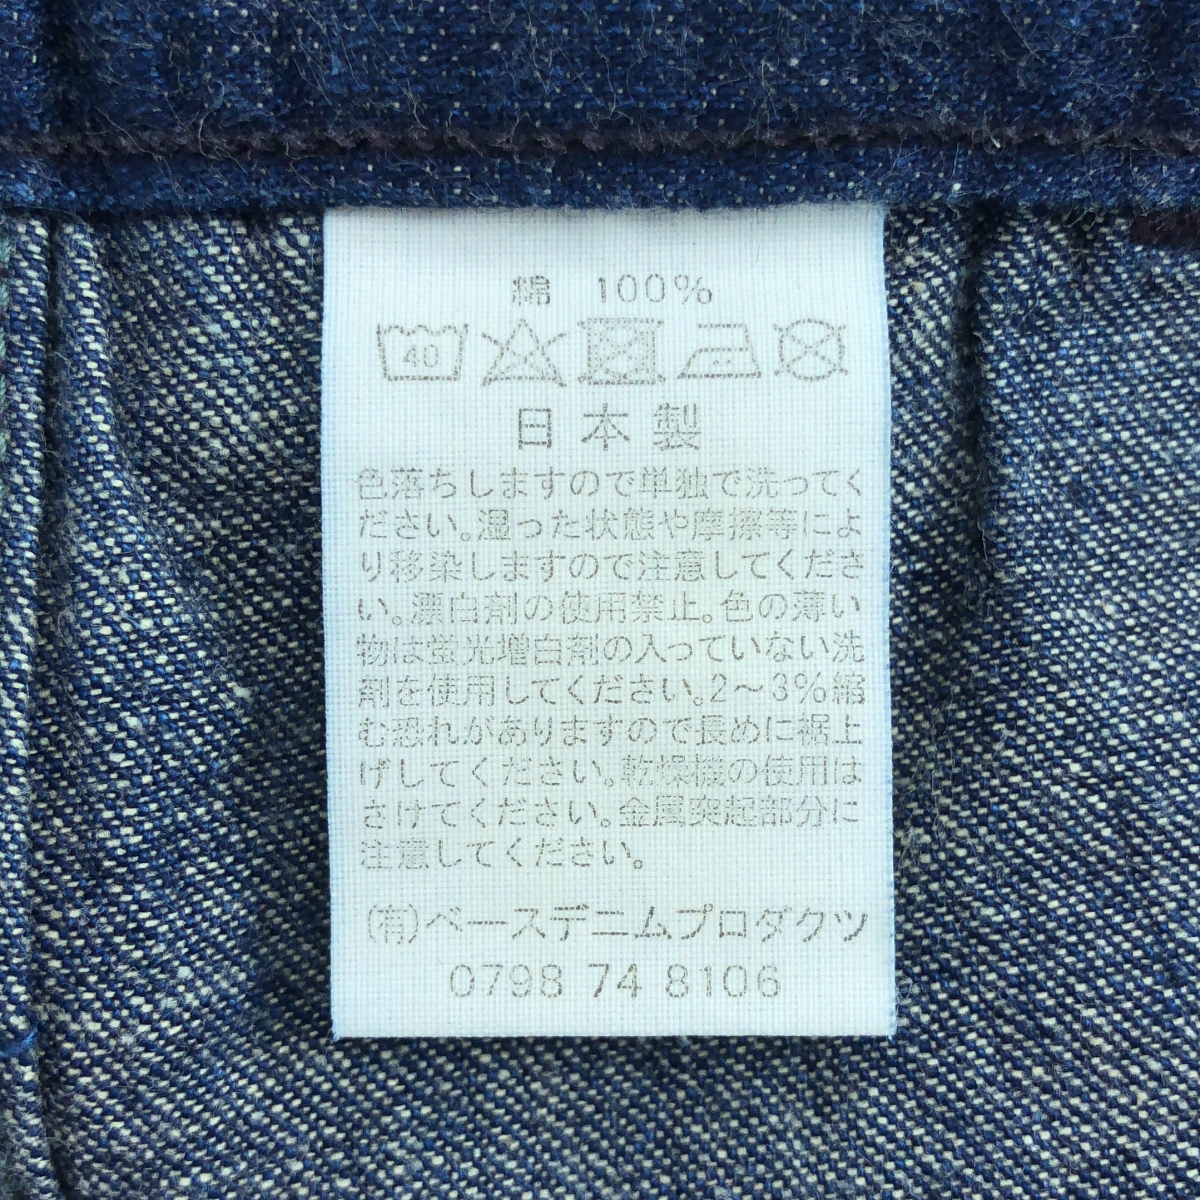 綿 100%
40
日本製
色落ちしますので単独で洗ってく
ださい。湿った状態や摩擦等によ
り移染しますので注意してくださ
い。漂白剤の使用禁止。色の薄い
物は蛍光増白剤の入っていない洗
剤を使用してください。2〜3%縮
む恐れがありますので長めに裾上
げしてください。乾燥機の使用は
さけてください。金属突起部分に
注意してください。
(有)ベースデニムプロダクツ
0798 74 8106